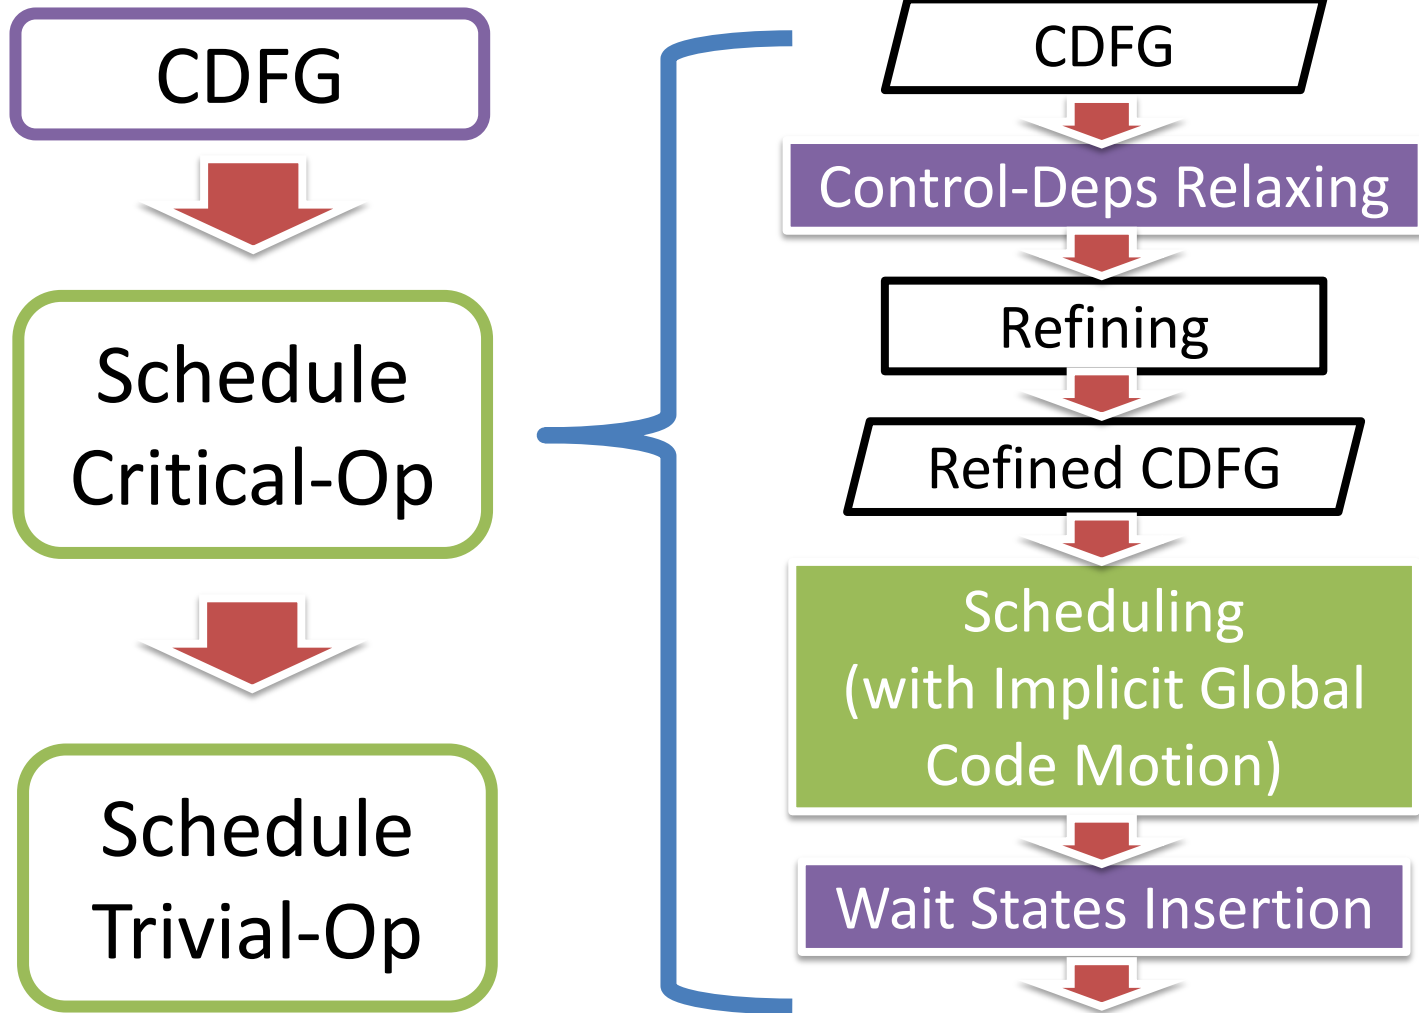 CDFG
Schedule
Critical-Op
Schedule
Trivial-Op
CDFG
Control-Deps Relaxing
Refining
Refined CDFG
Scheduling
(with Implicit Global
Code Motion)
Wait States Insertion